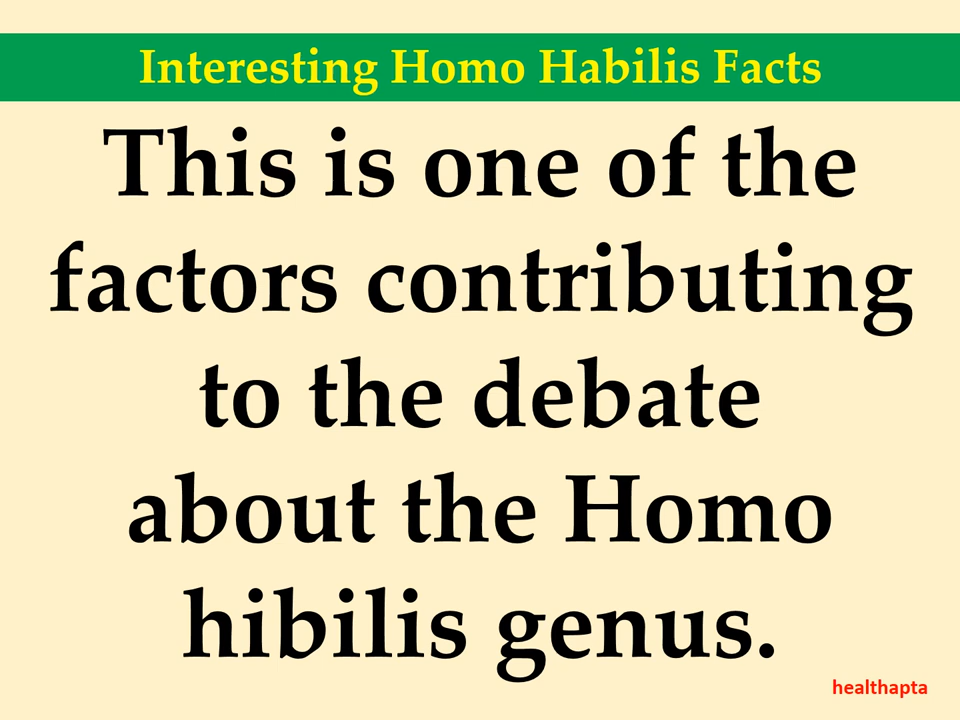 Interesting Homo Habilis Facts
This is one of the
factors contributing
to the debate
about the Homo
hibilis genus.
healthapta